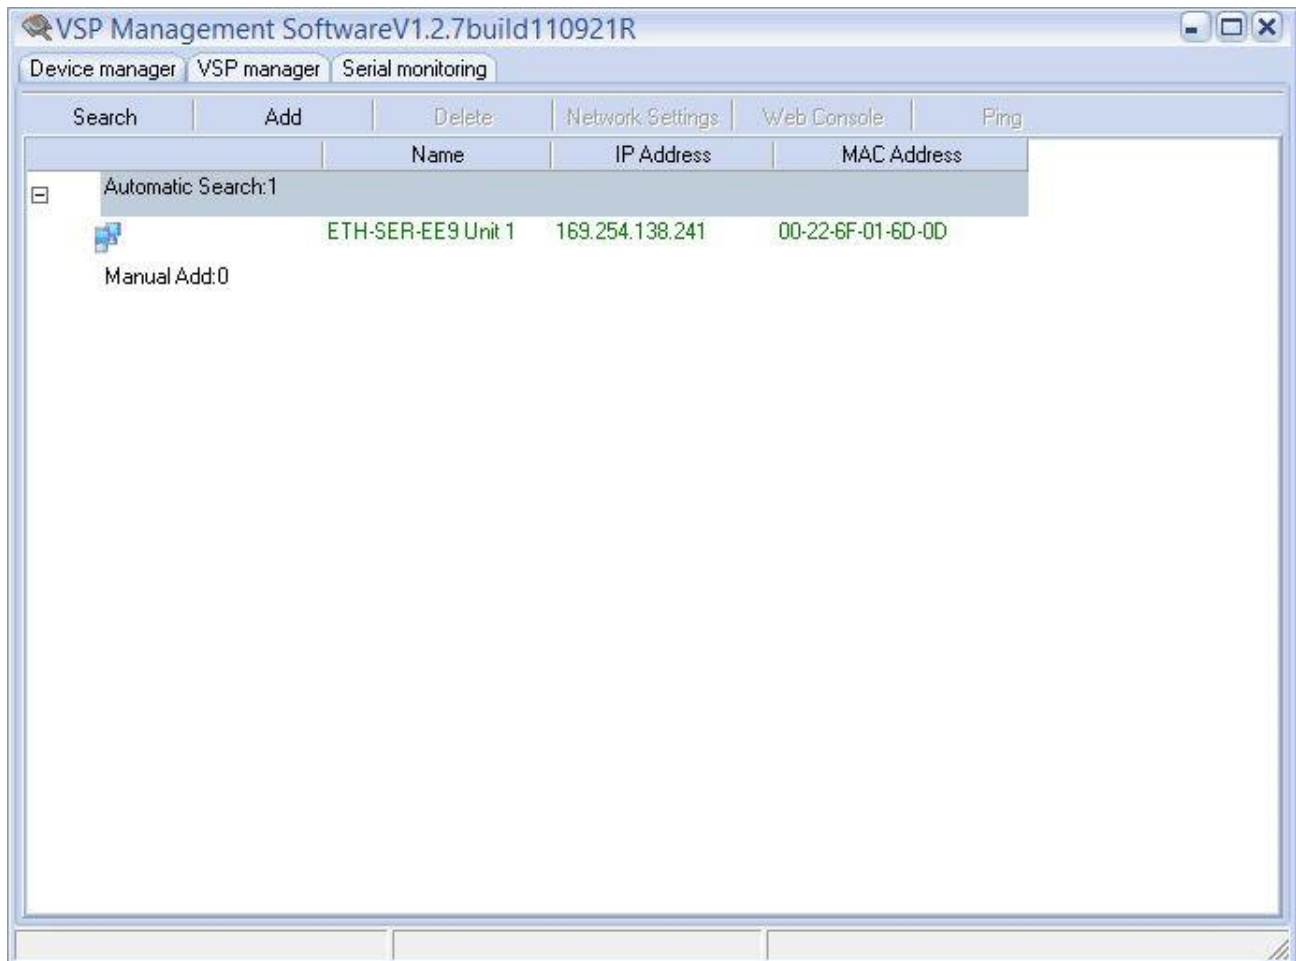 VSP Management SoftwareV1.2.7build110921R
Device manager VSP manager Serial monitoring
Search Add Delete Network Settings Web Console Ping
Name IP Address MAC Address
Automatic Search:1
ETH-SER-EE9 Unit 1 169.254.138.241 00-22-6F-01-6D-0D
Manual Add:0